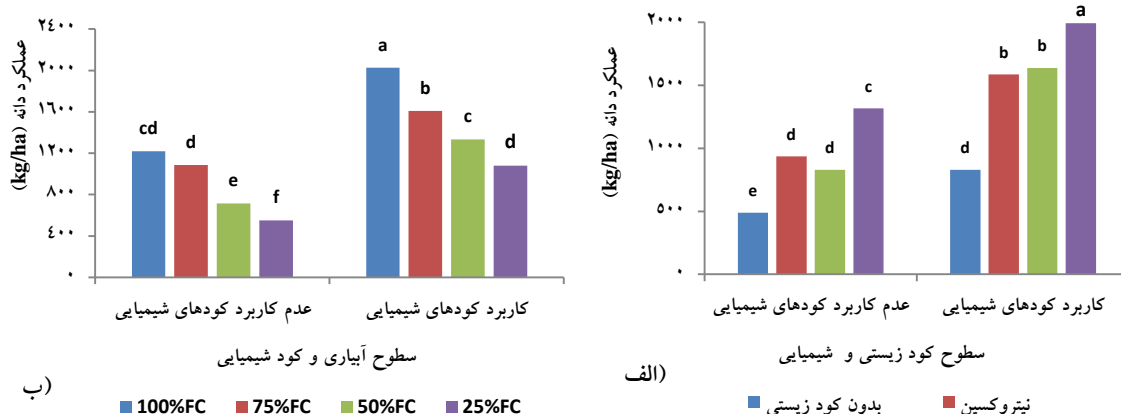 عملکرد دانه (kg/ha)
۲۰۰۰
۱۵۰۰
۱۰۰۰
۵۰۰
۰
e
d
d
c
d
b
b
a
عدم کاربرد کودهای شیمیایی
کاربرد کودهای شیمیایی
سطوح کود زیستی و شیمیایی
(الف
بدون کود زیستی
نیتروکسین
عملکرد دانه (kg/ha)
۲۴۰۰
۲۰۰۰
۱۶۰۰
۱۲۰۰
۸۰۰
۴۰۰
۰
cd
d
e
f
a
b
c
d
عدم کاربرد کودهای شیمیایی
کاربرد کودهای شیمیایی
سطوح آبیاری و کود شیمیایی
(ب
100%FC
75%FC
50%FC
25%FC